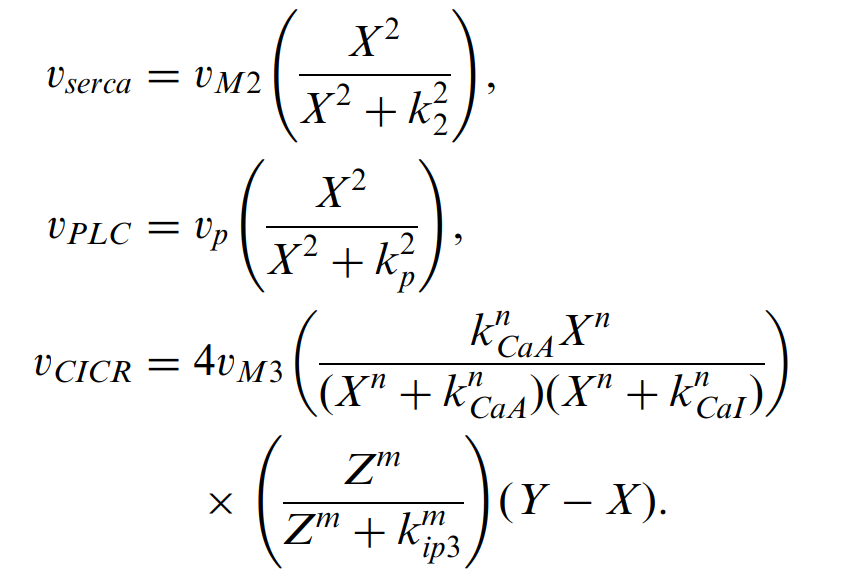 v_{serca} = v_{M2} \left( \frac{X^2}{X^2 + k_2^2} \right),
v_{PLC} = v_p \left( \frac{X^2}{X^2 + k_p^2} \right),
v_{CICR} = 4v_{M3} \left( \frac{k_{CaA}^n X^n}{(X^n + k_{CaA}^n)(X^n + k_{CaI}^n)} \right)
\times \left( \frac{Z^m}{Z^m + k_{ip3}^m} \right) (Y - X).